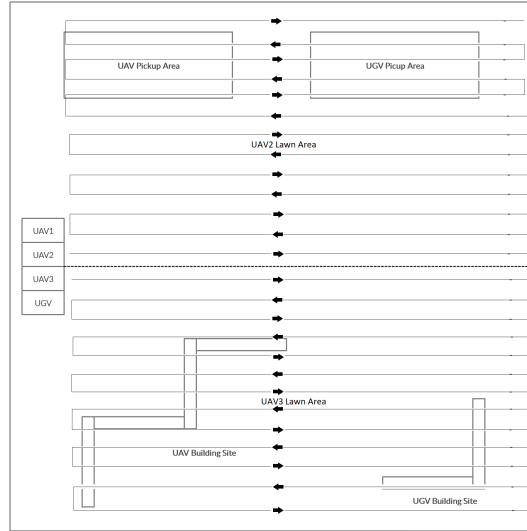 UAV Pickup Area
UGV Picup Area
UAV2 Lawn Area
UAV1
UAV2
UAV3
UGV
UAV3 Lawn Area
UAV Building Site
UGV Building Site